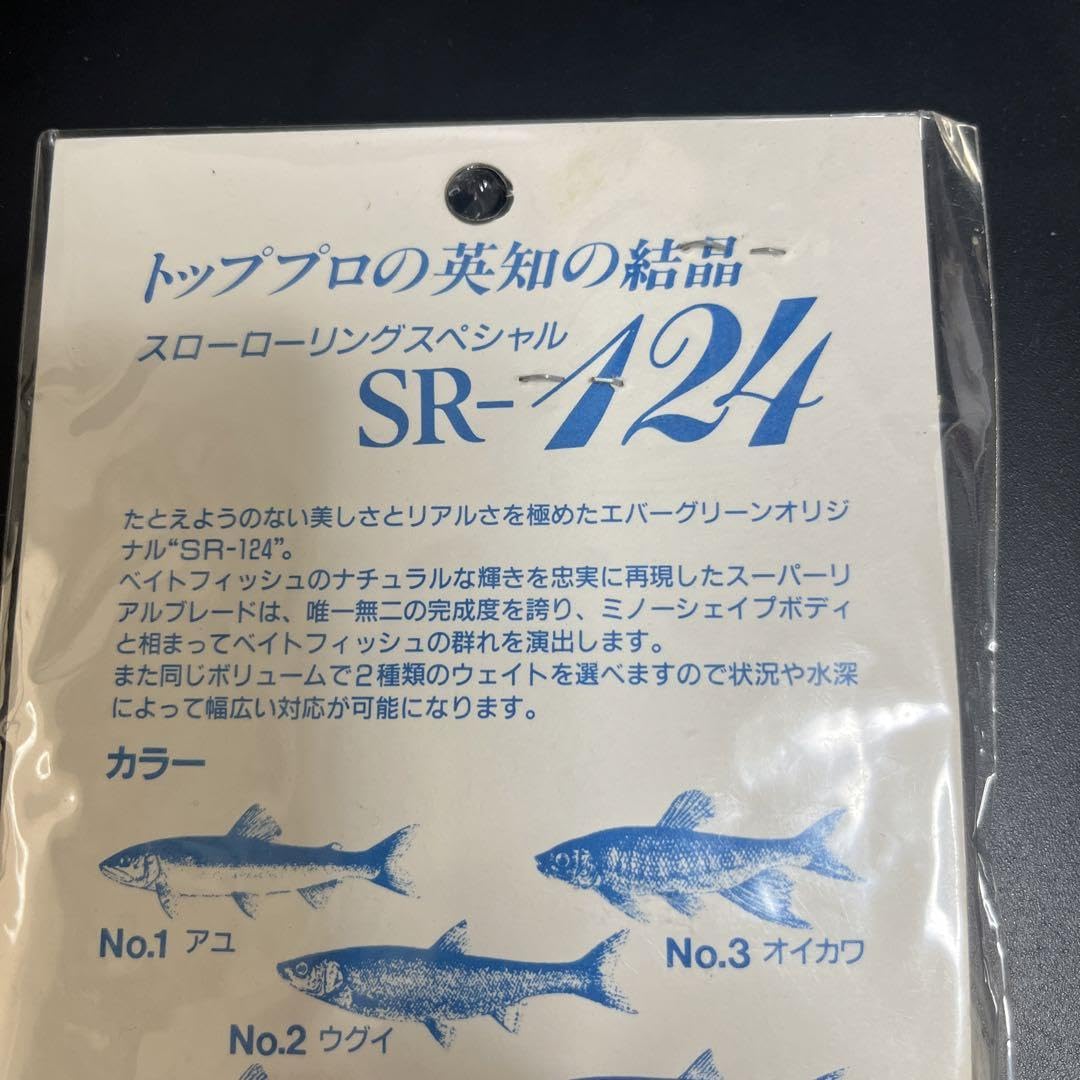 トッププロの英知の結晶
スローローリングスペシャル
SR-124
たとえようのない美しさとリアルさを極めたエバーグリーンオリジ
ナル“SR-124”。
ベイトフィッシュのナチュラルな輝きを忠実に再現したスーパーリ
アルブレードは、唯一無二の完成度を誇り、ミノーシェイプボディ
と相まってベイトフィッシュの群れを演出します。
また同じボリュームで2種類のウェイトを選べますので状況や水深
によって幅広い対応が可能になります。
カラー
No.1 アユ
No.3 オイカワ
No.2 ウグイ